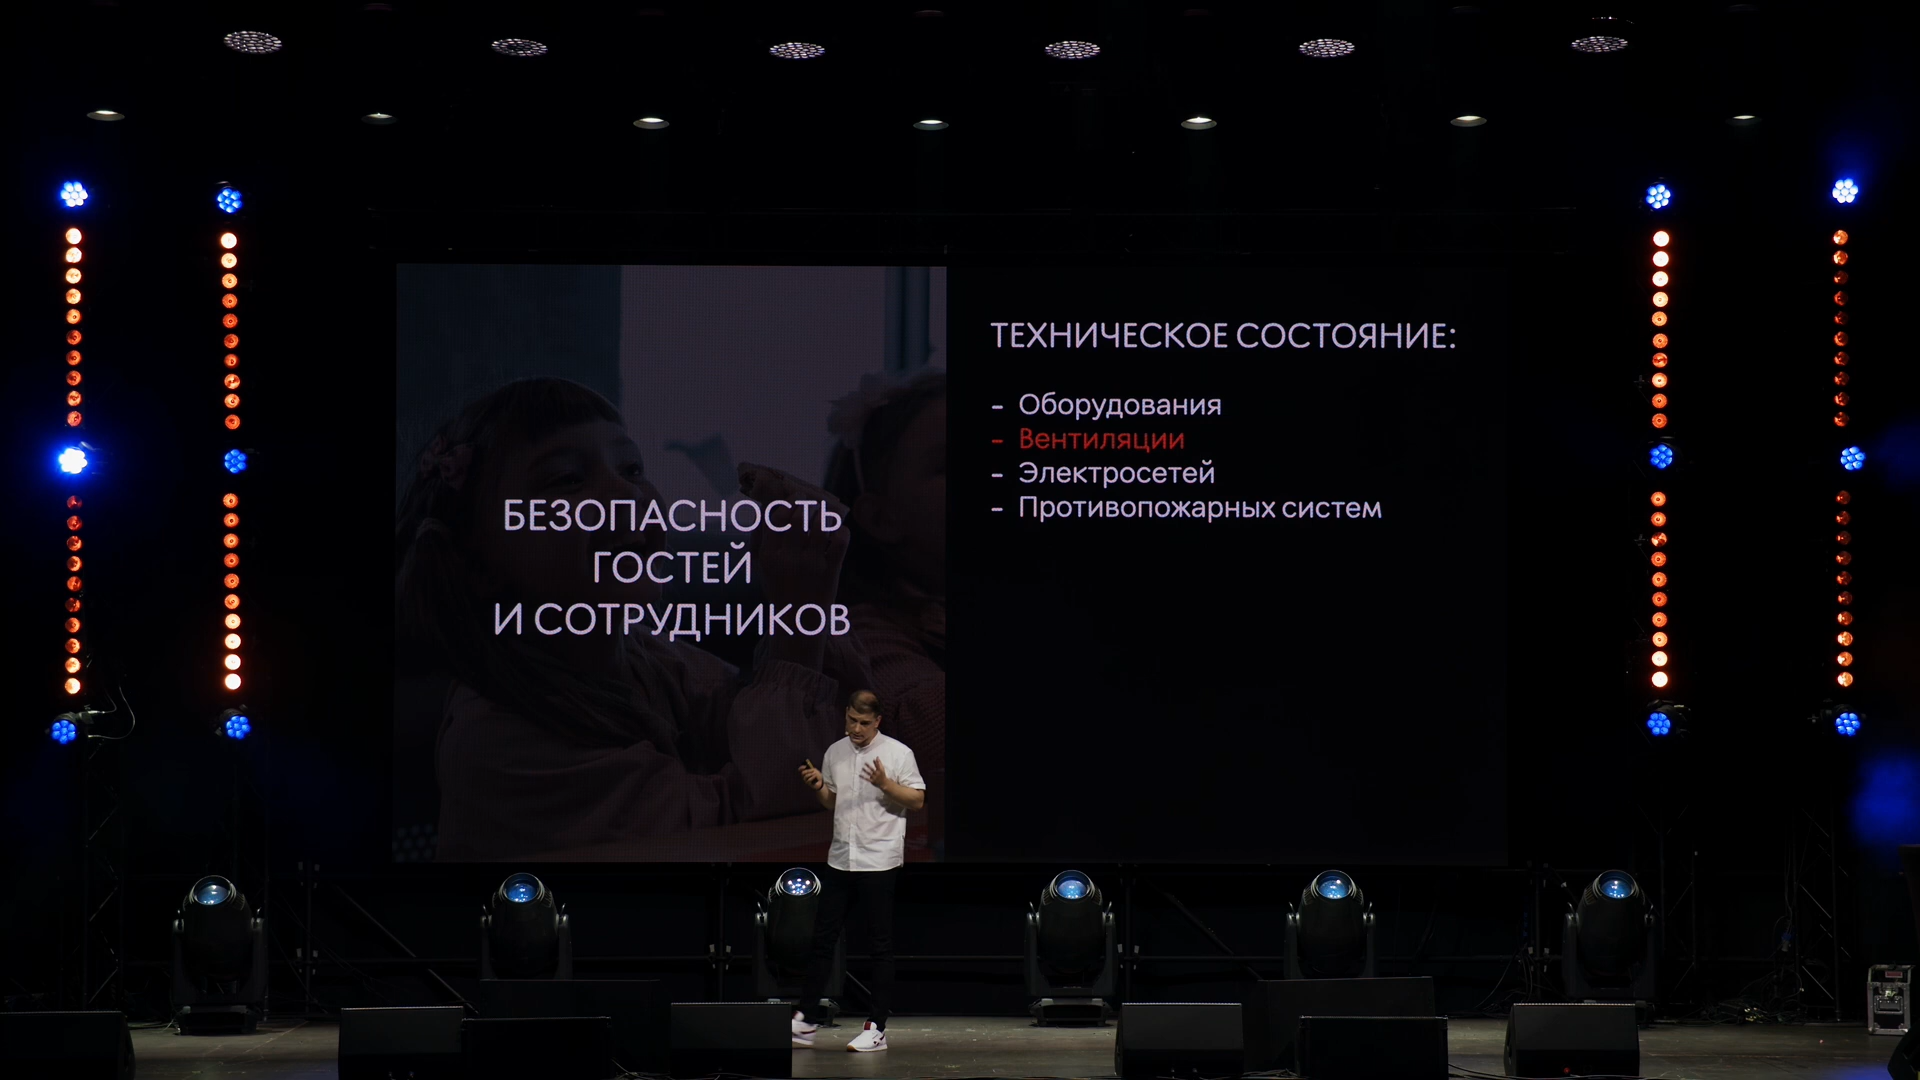 БЕЗОПАСНОСТЬ
ГОСТЕЙ
И СОТРУДНИКОВ
ТЕХНИЧЕСКОЕ СОСТОЯНИЕ:
- Оборудования
- Вентиляции
- Электросетей
- Противопожарных систем